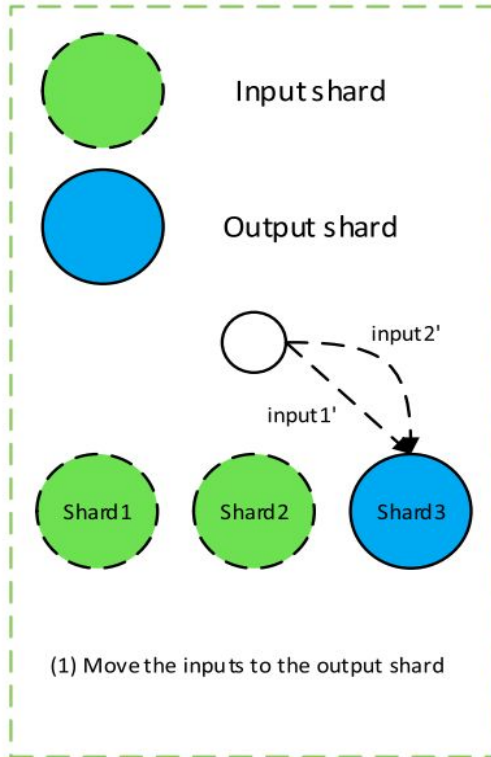 Input shard
Output shard
input2'
input1'
Shard1
Shard2
Shard3
(1) Move the inputs to the output shard